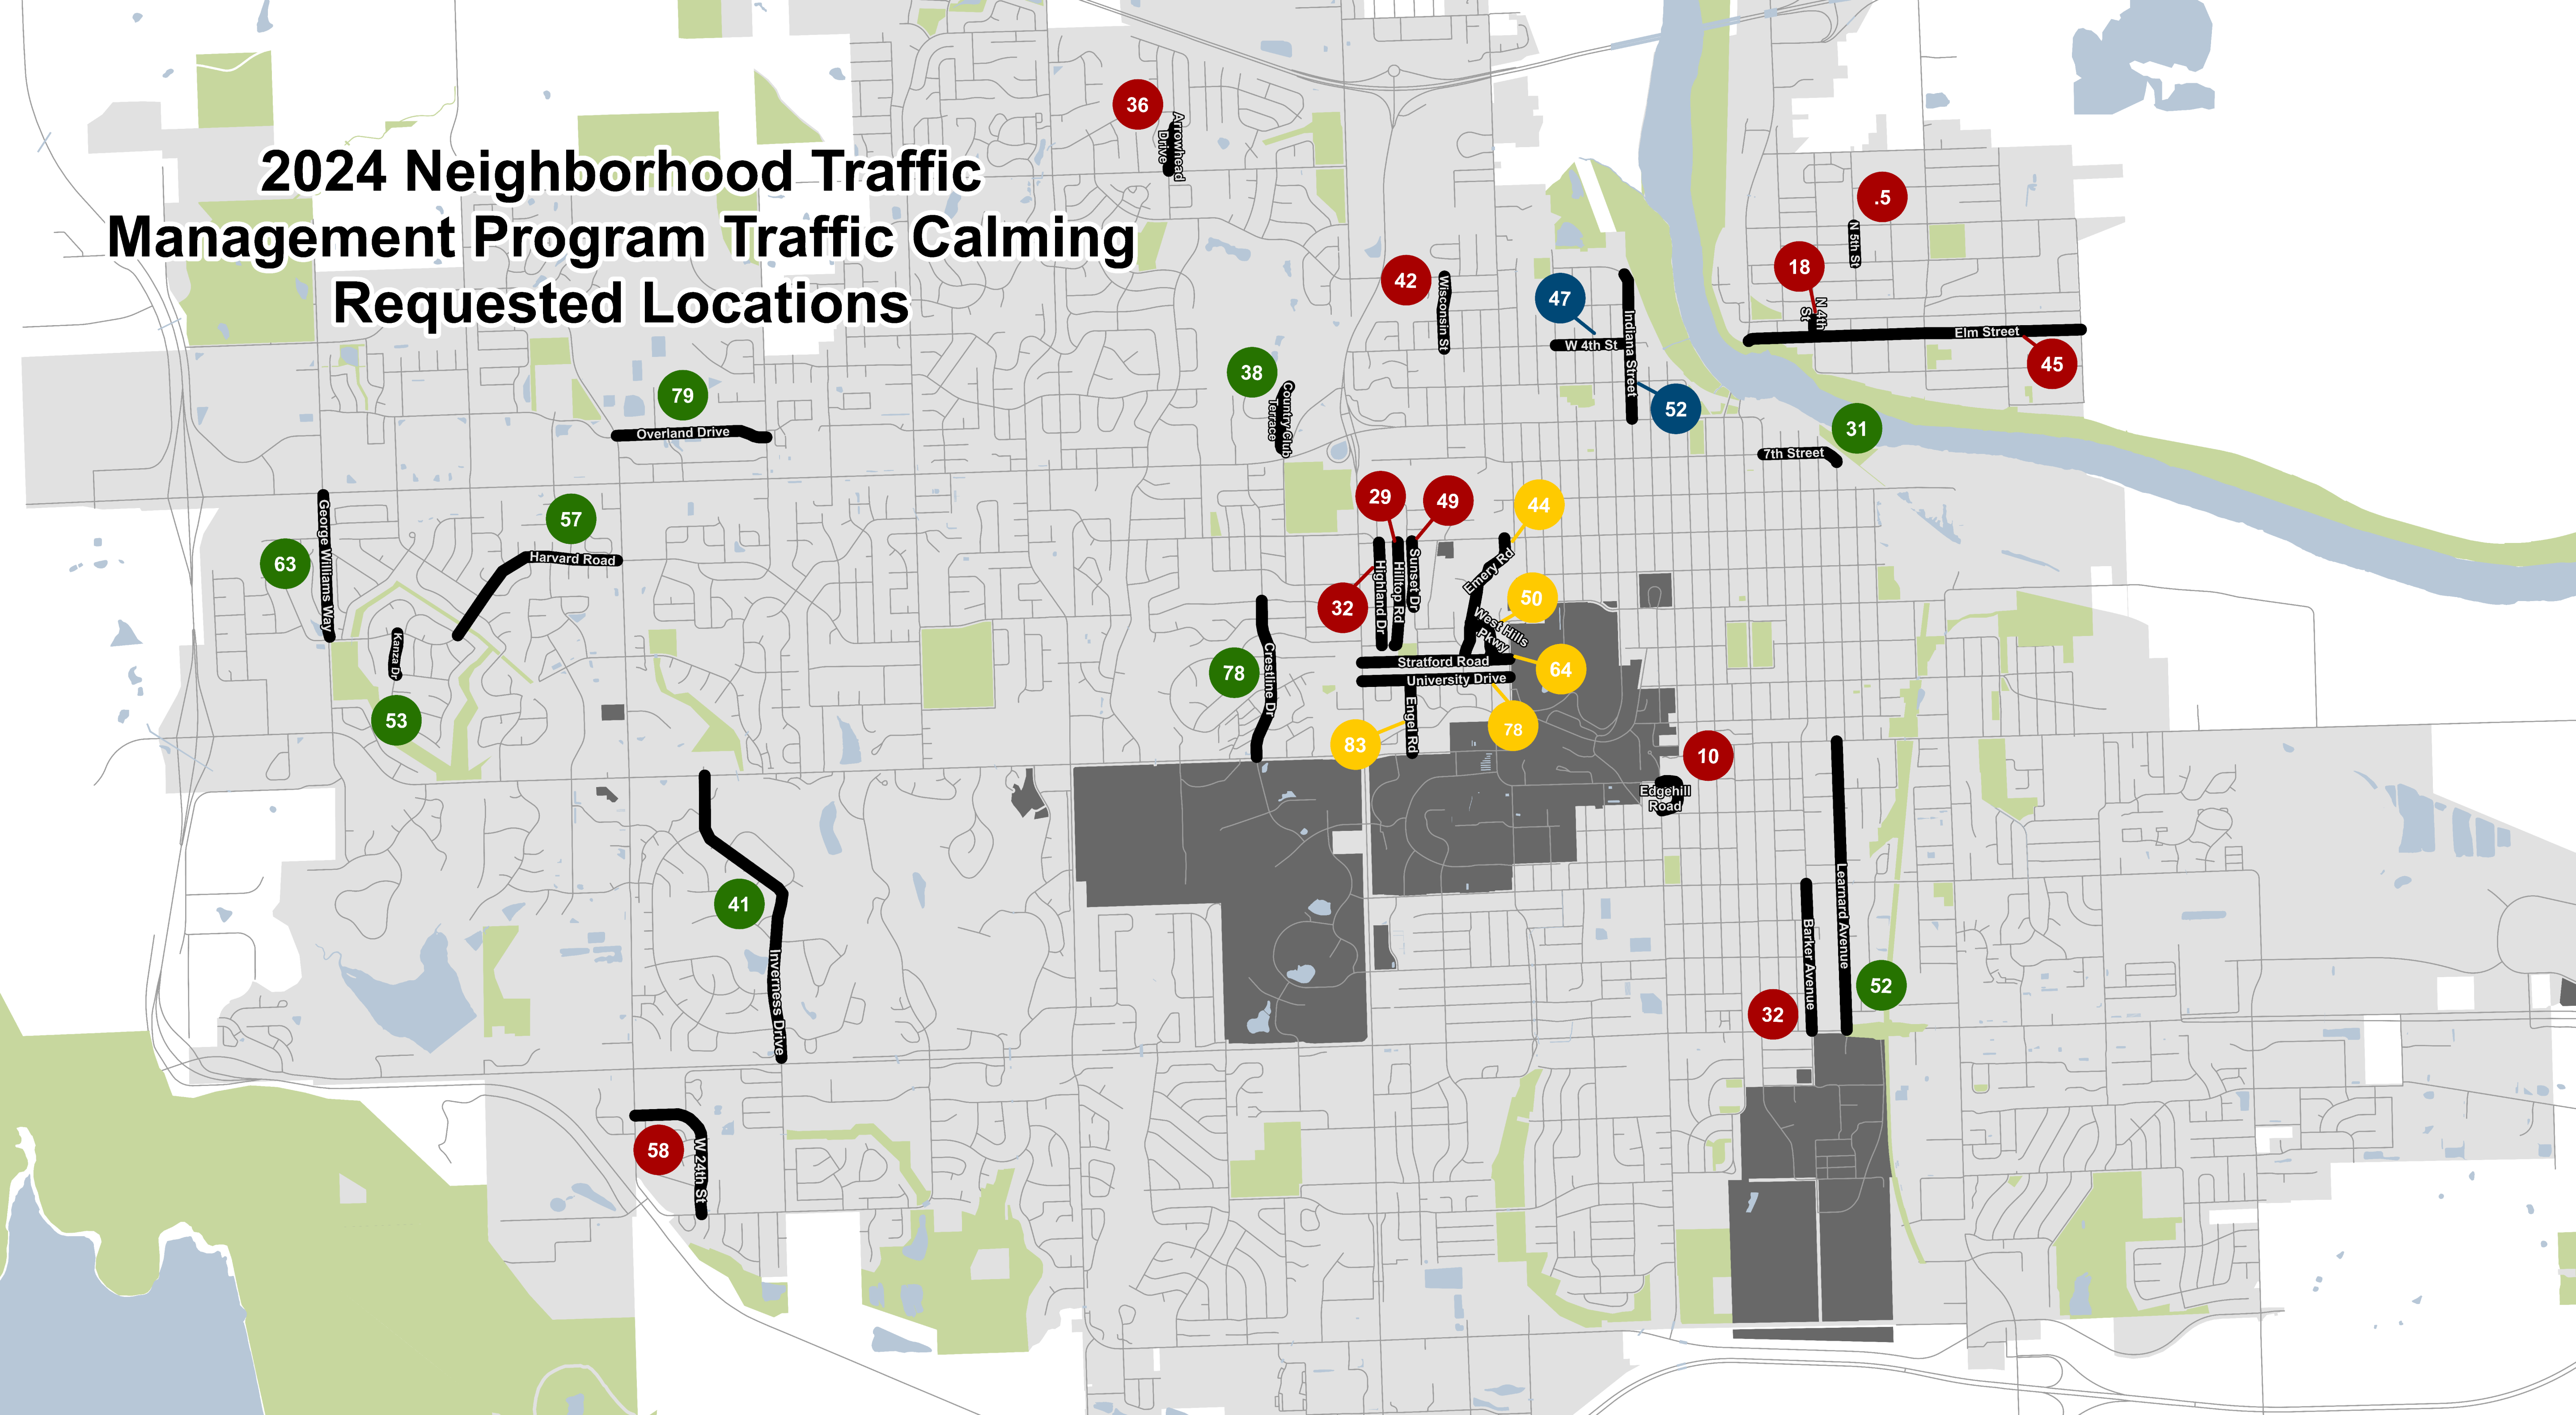 2024 Neighborhood Traffic
Management Program Traffic Calming
Requested Locations
36
Arrowhead
Drive
.5
N 5th St
18
N 4th
St
Elm Street
45
42
Wisconsin St
47
W 4th St
Indiana Street
52
38
Country Club
Terrace
79
Overland Drive
31
7th Street
63
George Williams Way
57
Harvard Road
Kanza Dr
53
29
49
32
Highland Dr
Hilltop Rd
Sunset Dr
44
Emery Rd
50
West Hills
Pkwy
64
Stratford Road
University Drive
78
Engel Rd
83
78
Crestline Dr
10
Edgehill
Road
Learnard Avenue
52
Barker Avenue
32
41
Inverness Drive
58
W 24th St